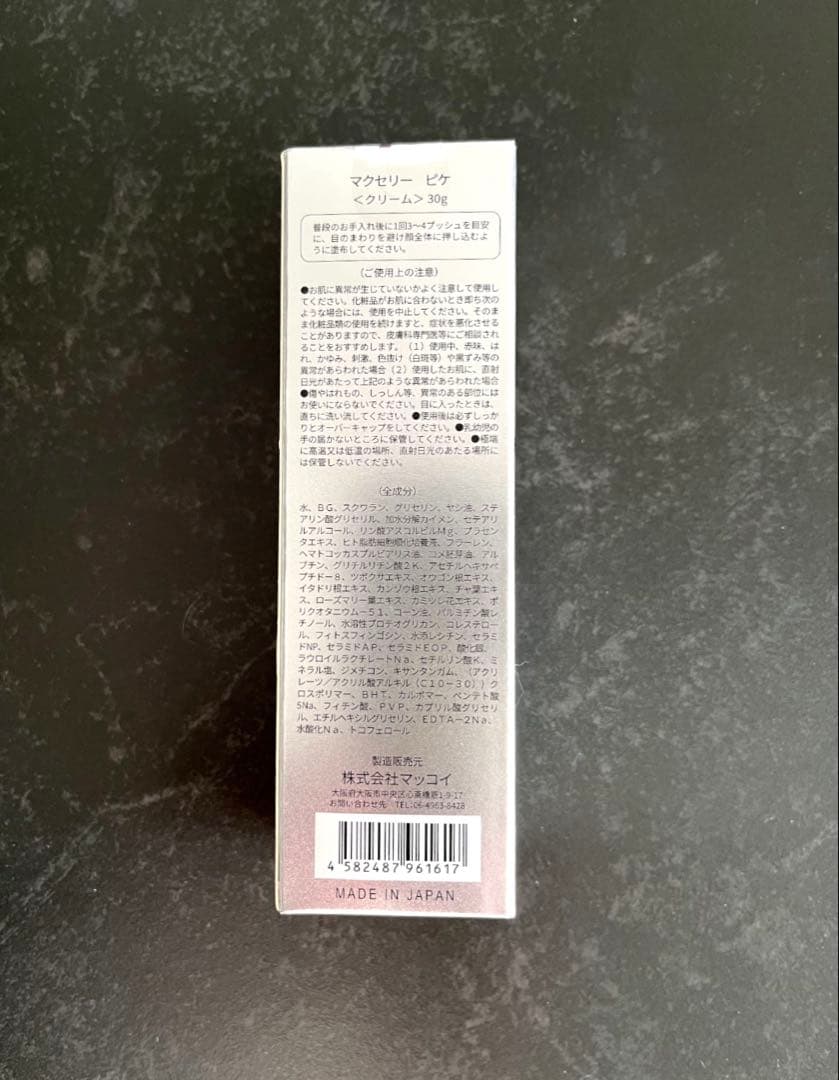 マクセリー ピケ
＜クリーム＞30g
普段のお手入れ後に1回3～4プッシュを目安
に、目のまわりを避け顔全体に押し込むよ
うに塗布してください。
（ご使用上の注意）
●お肌に異常が生じていないかよく注意して使用し
てください。化粧品がお肌に合わないとき即ち次の
ような場合には、使用を中止してください。そのま
ま化粧品類の使用を続けますと、症状を悪化させる
ことがありますので、皮膚科専門医等にご相談され
ることをおすすめします。（1）使用中、赤味、は
れ、かゆみ、刺激、色抜け（白斑等）や黒ずみ等の
異常があらわれた場合（2）使用したお肌に、直射
日光があたって上記のような異常があらわれた場合
●傷やはれもの、しっしん等、異常のある部位には
お使いにならないでください。目に入ったときは、
直ちに洗い流してください。●使用後は必ずしっか
りとオーバーキャップをしてください。●乳幼児の
手の届かないところに保管してください。●極端
に高温又は低温の場所、直射日光のあたる場所に
は保管しないでください。
（全成分）
水、BG、スクワラン、グリセリン、ヤシ油、ステ
アリン酸グリセリル、加水分解カイメン、セテアリ
ルアルコール、リン酸アスコルビルMg、プラセン
タエキス、ヒト脂肪細胞順化培養液、フラーレン、
ヘマトコッカスプルビアリス油、コメ胚芽油、アル
ブチン、グリチルリチン酸2K、アセチルヘキサペ
プチド－8、ツボクサエキス、オウゴン根エキス、
イタドリ根エキス、カンゾウ根エキス、チャ葉エキ
ス、ローズマリー葉エキス、カミツレ花エキス、ポ
リクオタニウム－51、コーン油、パルミチン酸レ
チノール、水溶性プロテオグリカン、コレステロー
ル、フィトスフィンゴシン、水添レシチン、セラミ
ドNP、セラミドAP、セラミドEOP、酸化銀、
ラウロイルラクチレートNa、セチルリン酸K、ミ
ネラル塩、ジメチコン、キサンタンガム、（アクリ
レーツ／アクリル酸アルキル（C10－30））ク
ロスポリマー、BHT、カルボマー、ペンテト酸
5Na、フィチン酸、PVP、カプリル酸グリセリ
ル、エチルヘキシルグリセリン、EDTA－2Na、
水酸化Na、トコフェロール
製造販売元
株式会社マッコイ
大阪府大阪市中央区心斎橋筋1-9-17
お問い合わせ先 TEL:06-4963-8428
4 582487 961617
MADE IN JAPAN